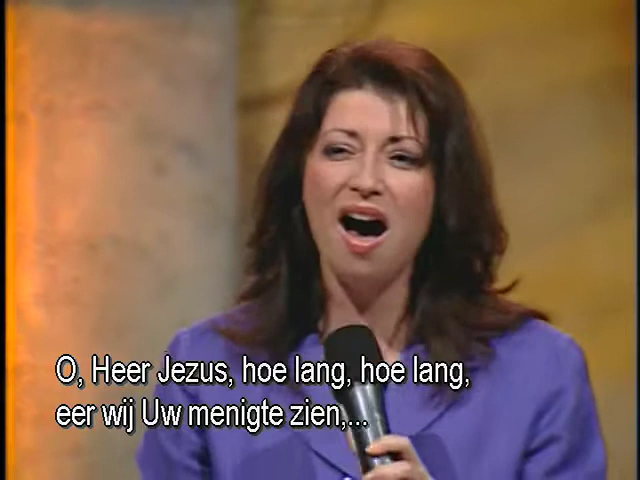 O, Heer Jezus, hoe lang, hoe lang,
eer wij Uw menigte zien,...